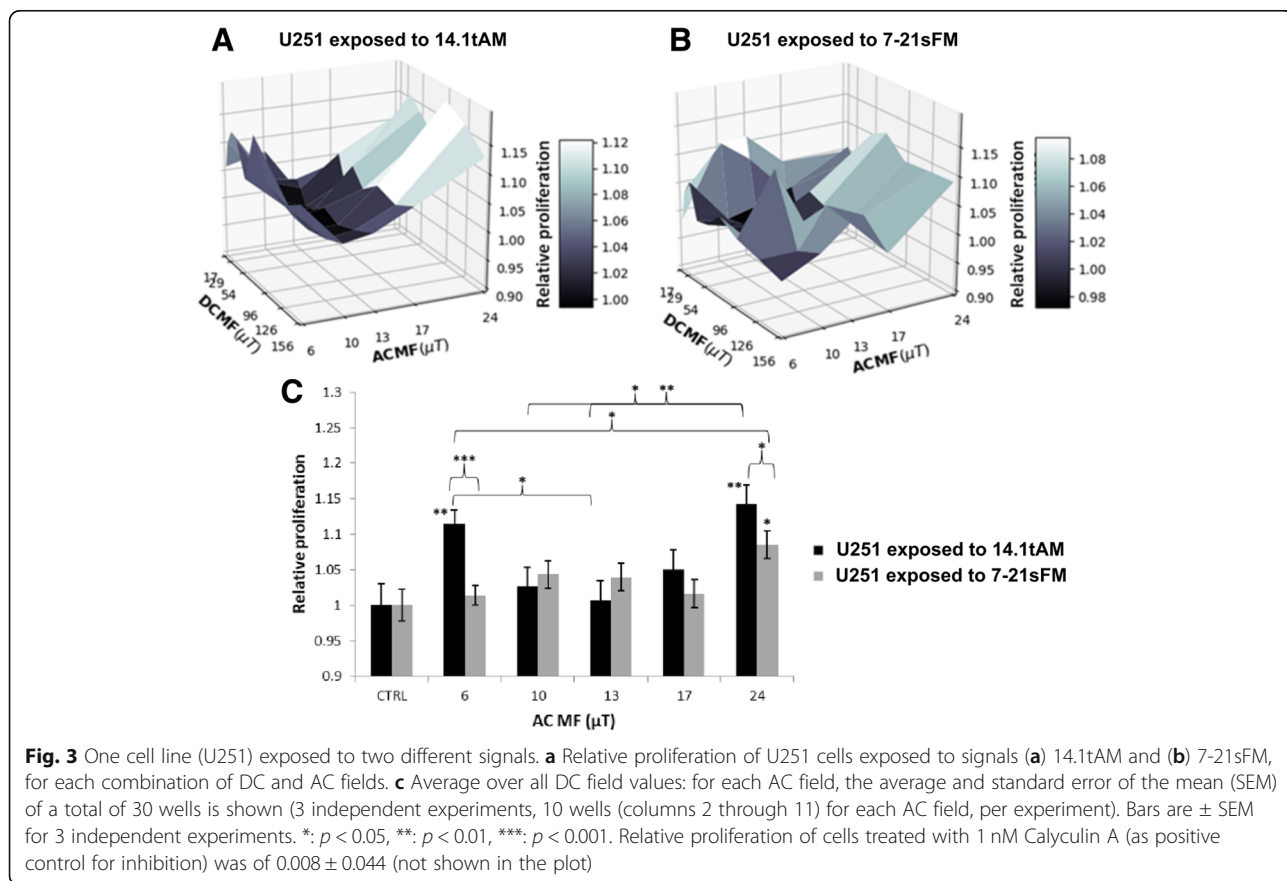 A U251 exposed to 14.1tAM
B U251 exposed to 7-21sFM
Relative proliferation
1.15
1.10
1.05
1.00
0.95
0.90
1.12
1.10
1.08
1.06
1.04
1.02
1.00
17
29
54
96
126
156
DCMF(μT)
6 10 13 17 24
ACMF(μT)
Relative proliferation
1.15
1.10
1.05
1.00
0.95
0.90
1.08
1.06
1.04
1.02
1.00
0.98
17
29
54
96
126
156
DCMF(μT)
6 10 13 17 24
ACMF(μT)
C
Relative proliferation
1.3
1.25
1.2
1.15
1.1
1.05
1
0.95
0.9
* **
*
***
*
*
**
**
*
CTRL 6 10 13 17 24
AC MF (μT)
U251 exposed to 14.1tAM
U251 exposed to 7-21sFM
Fig. 3 One cell line (U251) exposed to two different signals. a Relative proliferation of U251 cells exposed to signals (a) 14.1tAM and (b) 7-21sFM,
for each combination of DC and AC fields. c Average over all DC field values: for each AC field, the average and standard error of the mean (SEM)
of a total of 30 wells is shown (3 independent experiments, 10 wells (columns 2 through 11) for each AC field, per experiment). Bars are ± SEM
for 3 independent experiments. *: p < 0.05, **: p < 0.01, ***: p < 0.001. Relative proliferation of cells treated with 1 nM Calyculin A (as positive
control for inhibition) was of 0.008 ± 0.044 (not shown in the plot)